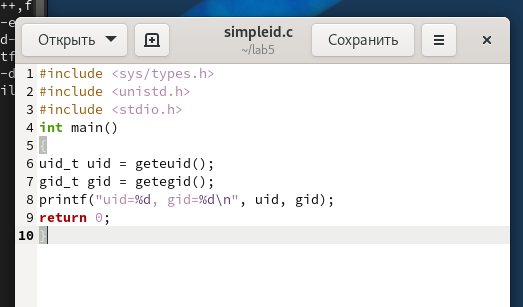 ++,f
-e
d-
tf
-d
il
Открыть
simpleid.c
~/lab5
Сохранить
1 #include <sys/types.h>
2 #include <unistd.h>
3 #include <stdio.h>
4 int main()
5 {
6 uid_t uid = geteuid();
7 gid_t gid = getegid();
8 printf("uid=%d, gid=%d\n", uid, gid);
9 return 0;
10 }